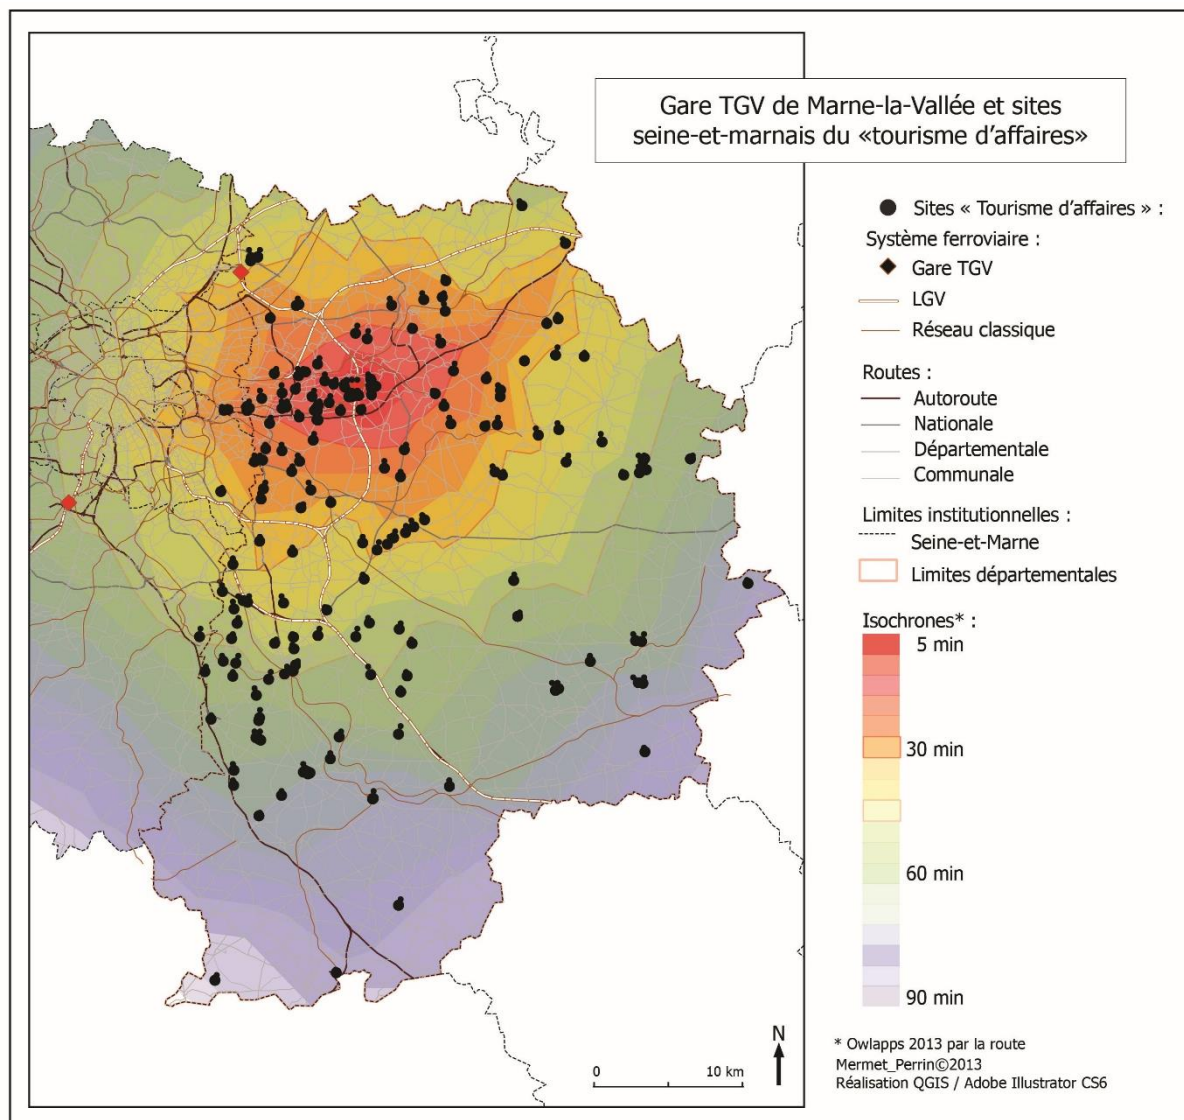 Gare TGV de Marne-la-Vallée et sites
seine-et-marnais du «tourisme d'affaires»
Sites « Tourisme d'affaires » :
Système ferroviaire :
Gare TGV
LGV
Réseau classique
Routes :
Autoroute
Nationale
Départementale
Communale
Limites institutionnelles :
Seine-et-Marne
Limites départementales
Isochrones* :
5 min
30 min
60 min
90 min
N
0 10 km
* Owlapps 2013 par la route
Mermet_Perrin©2013
Réalisation QGIS / Adobe Illustrator CS6